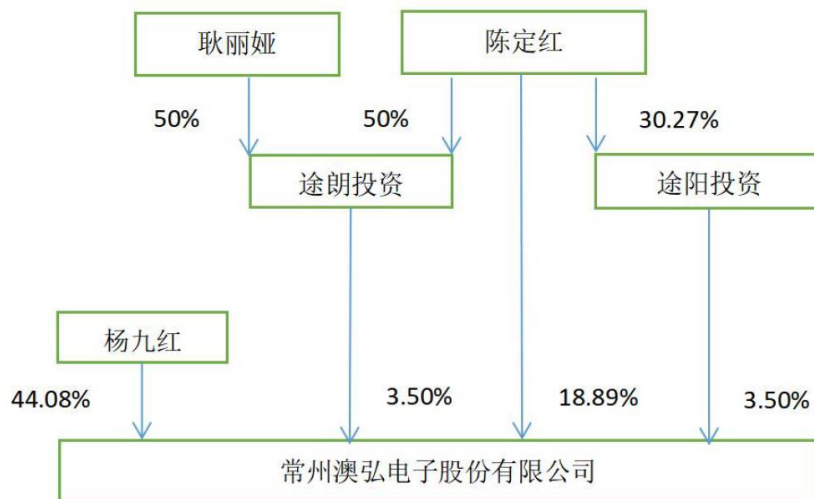 耿丽娅
陈定红
50%
50%
30.27%
途朗投资
途阳投资
杨九红
44.08%
3.50%
18.89%
3.50%
常州澳弘电子股份有限公司